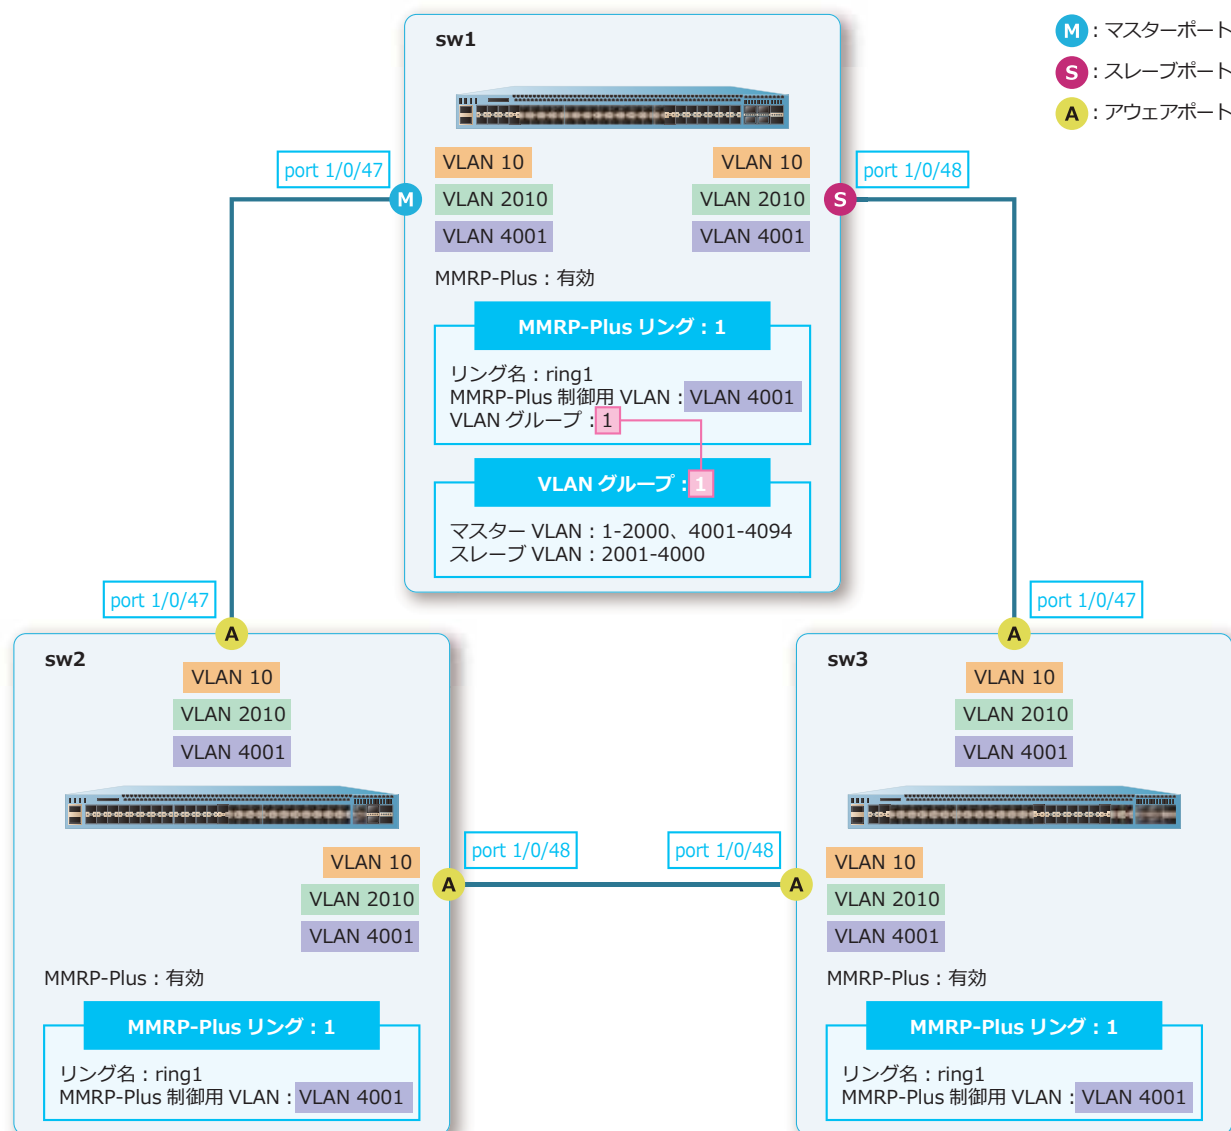 sw1
M : マスターポート
S : スレーブポート
A : アウェアポート
port 1/0/47
VLAN 10
VLAN 10
port 1/0/48
M
VLAN 2010
VLAN 2010
S
VLAN 4001
VLAN 4001
MMRP-Plus : 有効
MMRP-Plus リング : 1
リング名 : ring1
MMRP-Plus 制御用 VLAN : VLAN 4001
VLAN グループ : 1
VLAN グループ : 1
マスター VLAN : 1-2000、4001-4094
スレーブ VLAN : 2001-4000
port 1/0/47
port 1/0/47
A
A
sw2
VLAN 10
VLAN 2010
VLAN 4001
port 1/0/48
VLAN 10
A
VLAN 2010
VLAN 4001
MMRP-Plus : 有効
MMRP-Plus リング : 1
リング名 : ring1
MMRP-Plus 制御用 VLAN : VLAN 4001
sw3
VLAN 10
VLAN 2010
VLAN 4001
port 1/0/48
VLAN 10
A
VLAN 2010
VLAN 4001
MMRP-Plus : 有効
MMRP-Plus リング : 1
リング名 : ring1
MMRP-Plus 制御用 VLAN : VLAN 4001